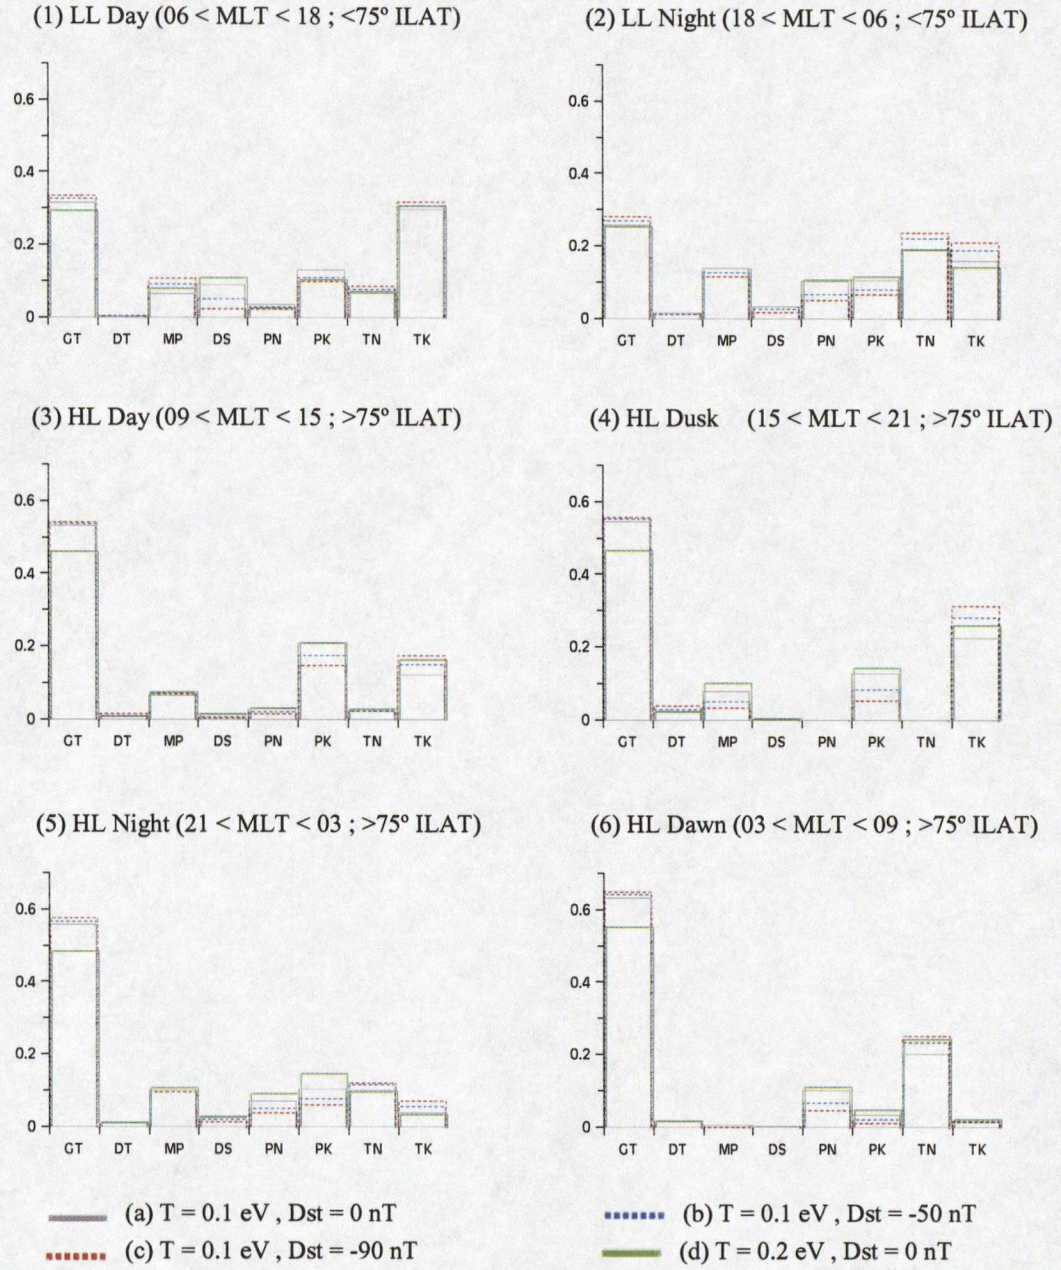 (1) LL Day (06 < MLT < 18 ; <75º ILAT)
0.6
0.4
0.2
0
GT DT MP DS PN PK TN TK
(2) LL Night (18 < MLT < 06 ; <75º ILAT)
0.6
0.4
0.2
0
GT DT MP DS PN PK TN TK
(3) HL Day (09 < MLT < 15 ; >75º ILAT)
0.6
0.4
0.2
0
GT DT MP DS PN PK TN TK
(4) HL Dusk (15 < MLT < 21 ; >75º ILAT)
0.6
0.4
0.2
0
GT DT MP DS PN PK TN TK
(5) HL Night (21 < MLT < 03 ; >75º ILAT)
0.6
0.4
0.2
0
GT DT MP DS PN PK TN TK
(6) HL Dawn (03 < MLT < 09 ; >75º ILAT)
0.6
0.4
0.2
0
GT DT MP DS PN PK TN TK
(a) T = 0.1 eV , Dst = 0 nT
(b) T = 0.1 eV , Dst = -50 nT
(c) T = 0.1 eV , Dst = -90 nT
(d) T = 0.2 eV , Dst = 0 nT